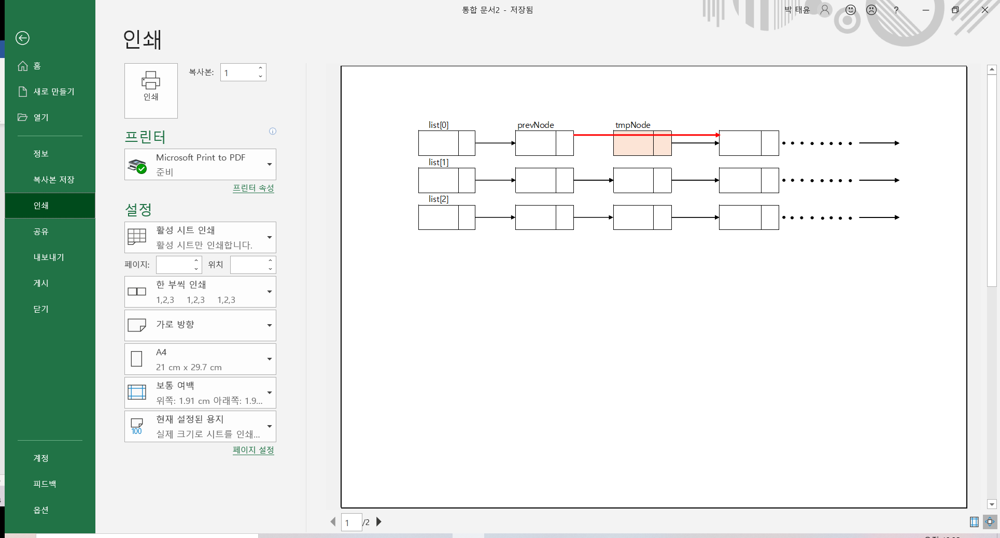 통합 문서2 - 저장됨
박 태윤
?
홈
새로 만들기
열기
정보
복사본 저장
인쇄
공유
내보내기
게시
닫기
계정
피드백
옵션
인쇄
인쇄
복사본:
1
프린터
Microsoft Print to PDF
준비
프린터 속성
설정
활성 시트 인쇄
활성 시트만 인쇄합니다.
페이지:
위치
한 부씩 인쇄
1,2,3 1,2,3 1,2,3
가로 방향
A4
21 cm x 29.7 cm
보통 여백
위쪽: 1.91 cm 아래쪽: 1.9...
현재 설정된 용지
100
실제 크기로 시트를 인쇄...
페이지 설정
list[0] prevNode tmpNode
list[1]
list[2]
1 /2